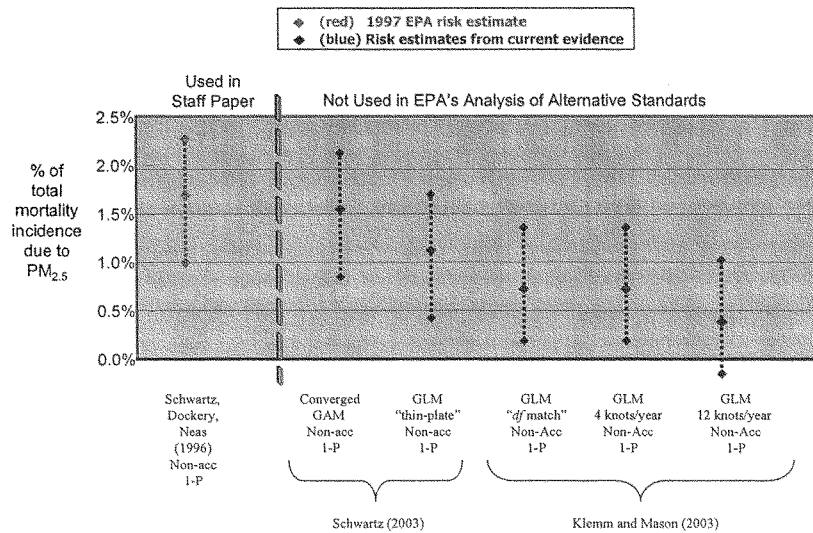 (red) 1997 EPA risk estimate
(blue) Risk estimates from current evidence
Used in
Staff Paper
Not Used in EPA's Analysis of Alternative Standards
% of
total
mortality
incidence
due to
PM2.5
2.5%
2.0%
1.5%
1.0%
0.5%
0.0%
Schwartz,
Dockery,
Neas
(1996)
Non-acc
1-P
Converged
GAM
Non-acc
1-P
GLM
"thin-plate"
Non-acc
1-P
GLM
"df match"
Non-Acc
1-P
GLM
4 knots/year
Non-Acc
1-P
GLM
12 knots/year
Non-Acc
1-P
Schwartz (2003)
Klemm and Mason (2003)